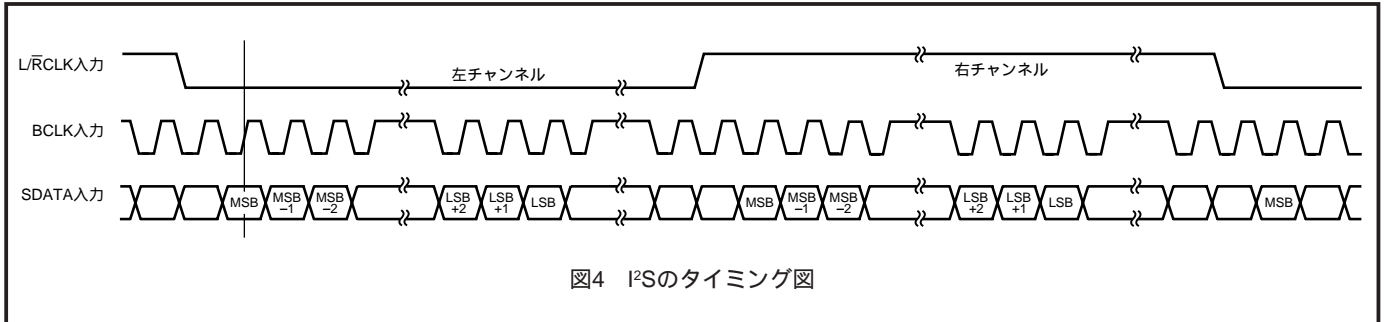 L/R̅CLK入力
左チャンネル
右チャンネル
BCLK入力
SDATA入力
MSB MSB –1 MSB –2 LSB +2 LSB +1 LSB MSB MSB –1 MSB –2 LSB +2 LSB +1 LSB MSB
図4 I²Sのタイミング図